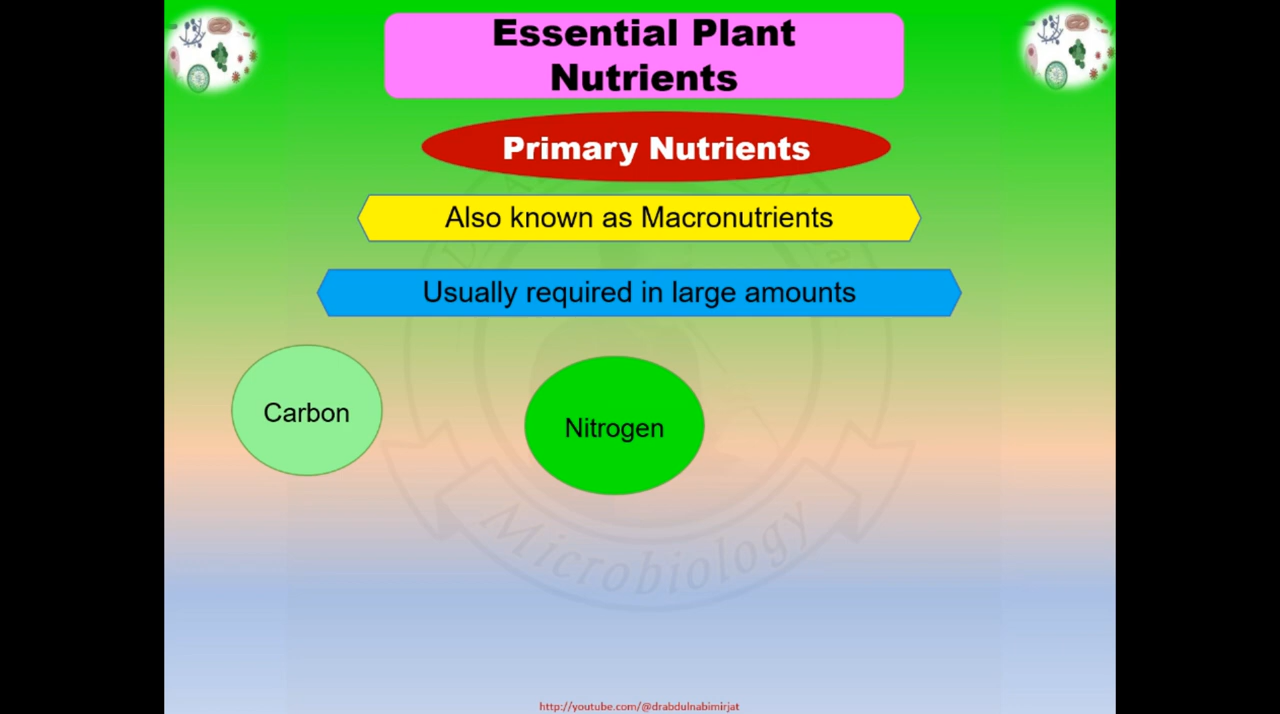 Essential Plant
Nutrients
Primary Nutrients
Also known as Macronutrients
Usually required in large amounts
Carbon
Nitrogen
Microbiology
http://youtube.com/@drabdulnabimirjat